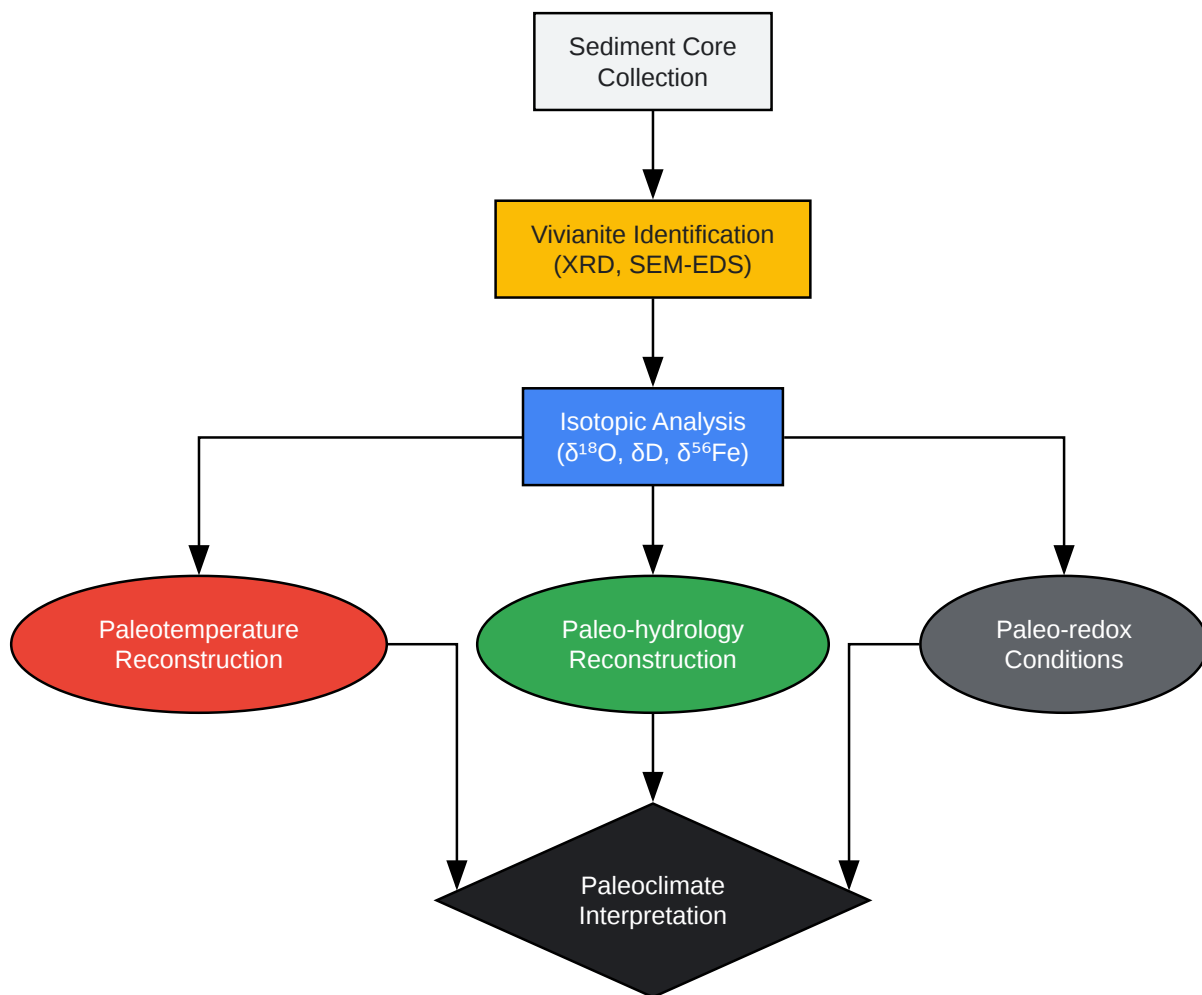 Sediment Core
Collection
Vivianite Identification
(XRD, SEM-EDS)
Isotopic Analysis
(δ¹⁸O, δD, δ⁵⁶Fe)
Paleotemperature
Reconstruction
Paleo-hydrology
Reconstruction
Paleo-redox
Conditions
Paleoclimate
Interpretation